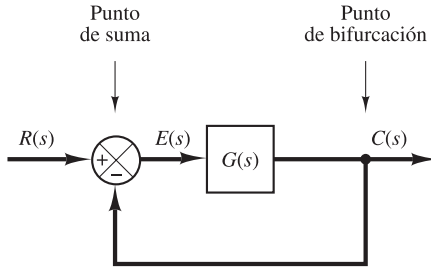 Punto
de suma
Punto
de bifurcación
R(s)
+
−
E(s)
G(s)
C(s)